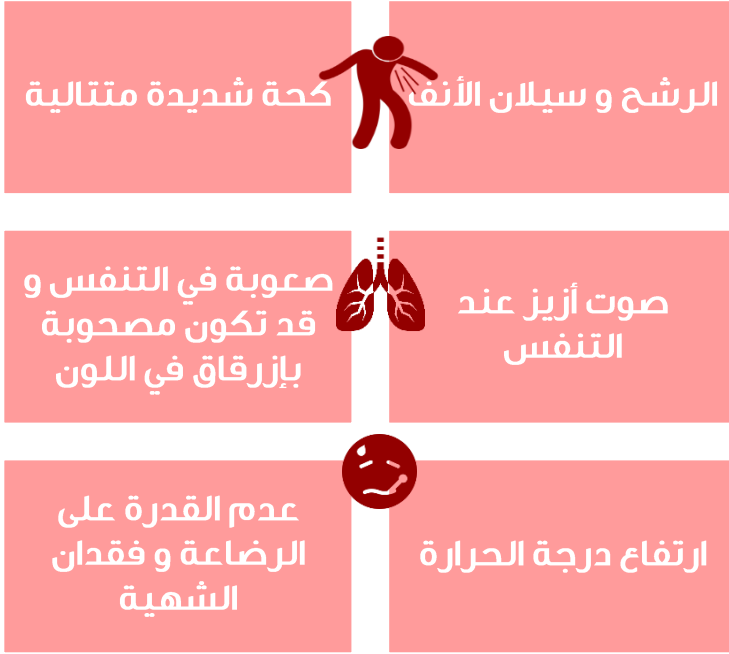 الرشح و سيلان الأنف
كحة شديدة متتالية
صوت أزيز عند
التنفس
صعوبة في التنفس و
قد تكون مصحوبة
بإزرقاق في اللون
ارتفاع درجة الحرارة
عدم القدرة على
الرضاعة و فقدان
الشهية